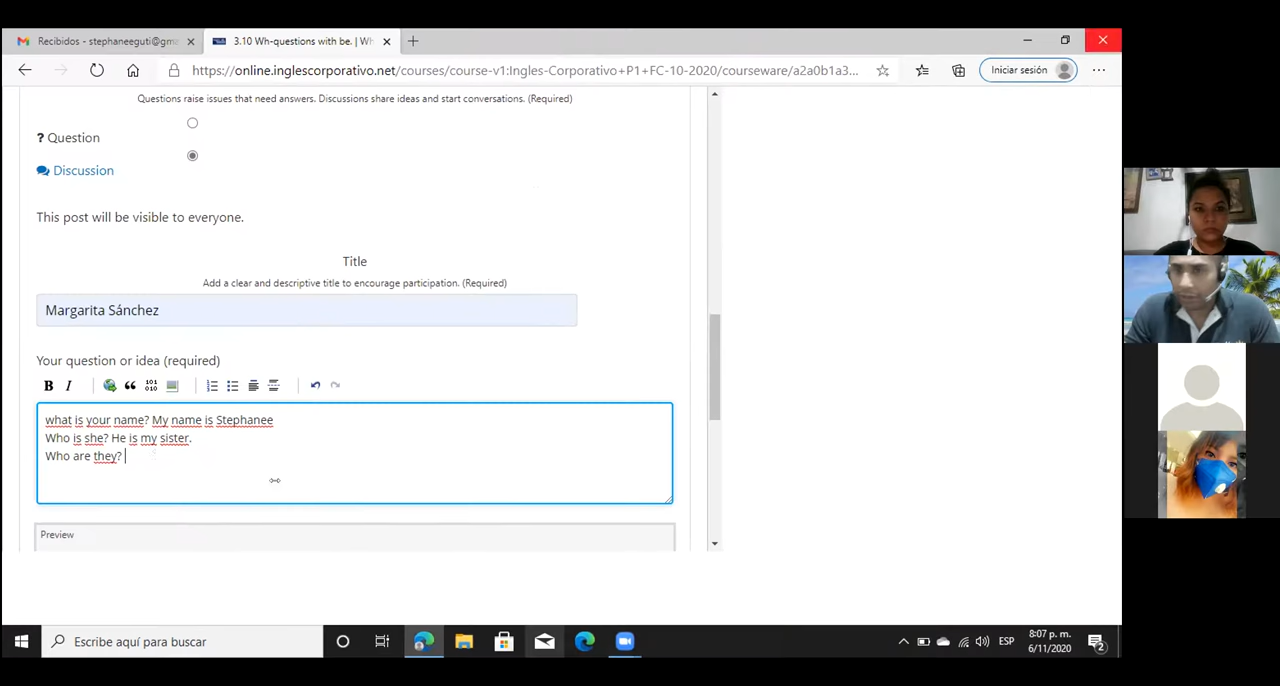 Recibidos - stephaneeguti@gma
3.10 Wh-questions with be. | Wh
https://online.inglescorporativo.net/courses/course-v1:Ingles-Corporativo+P1+FC-10-2020/courseware/a2a0b1a3...
Iniciar sesión
Questions raise issues that need answers. Discussions share ideas and start conversations. (Required)
? Question
Discussion
This post will be visible to everyone.
Title
Add a clear and descriptive title to encourage participation. (Required)
Margarita Sánchez
Your question or idea (required)
B I
101
010
what is your name? My name is Stephanee
Who is she? He is my sister.
Who are they?
Preview
Escribe aquí para buscar
ESP
8:07 p. m.
6/11/2020
2